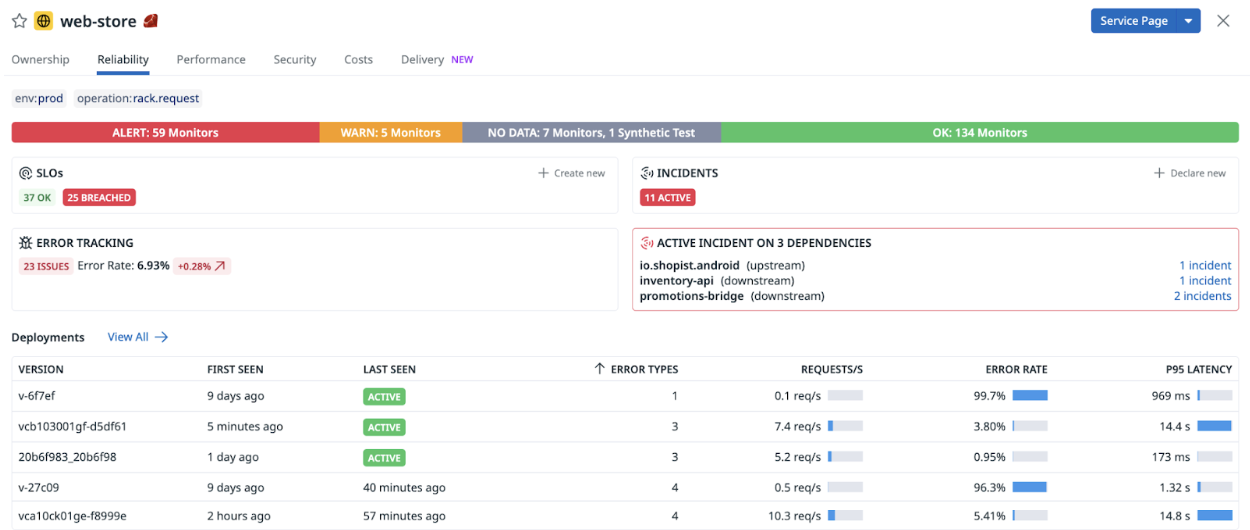 web-store
Service Page
Ownership Reliability Performance Security Costs Delivery NEW
env:prod operation:rack.request
ALERT: 59 Monitors WARN: 5 Monitors NO DATA: 7 Monitors, 1 Synthetic Test OK: 134 Monitors
SLOs + Create new
37 OK 25 BREACHED
INCIDENTS + Declare new
11 ACTIVE
ERROR TRACKING
23 ISSUES Error Rate: 6.93% +0.28%
ACTIVE INCIDENT ON 3 DEPENDENCIES
io.shopist.android (upstream) 1 incident
inventory-api (downstream) 1 incident
promotions-bridge (downstream) 2 incidents
Deployments View All →
VERSION FIRST SEEN LAST SEEN ↑ ERROR TYPES REQUESTS/S ERROR RATE P95 LATENCY
v-6f7ef 9 days ago ACTIVE 1 0.1 req/s 99.7% 969 ms
vcb103001gf-d5df61 5 minutes ago ACTIVE 3 7.4 req/s 3.80% 14.4 s
20b6f983_20b6f98 1 day ago ACTIVE 3 5.2 req/s 0.95% 173 ms
v-27c09 9 days ago 40 minutes ago 4 0.5 req/s 96.3% 1.32 s
vca10ck01ge-f8999e 2 hours ago 57 minutes ago 4 10.3 req/s 5.41% 14.8 s